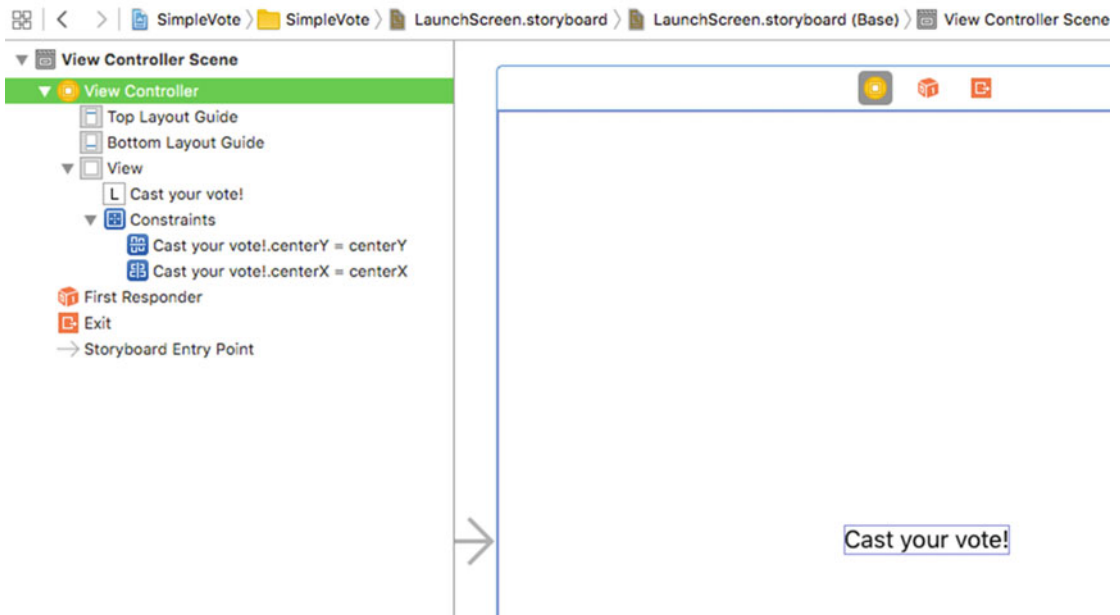 SimpleVote SimpleVote LaunchScreen.storyboard LaunchScreen.storyboard (Base) View Controller Scene
View Controller Scene
View Controller
Top Layout Guide
Bottom Layout Guide
View
L Cast your vote!
Constraints
Cast your vote!.centerY = centerY
Cast your vote!.centerX = centerX
First Responder
Exit
Storyboard Entry Point
Cast your vote!